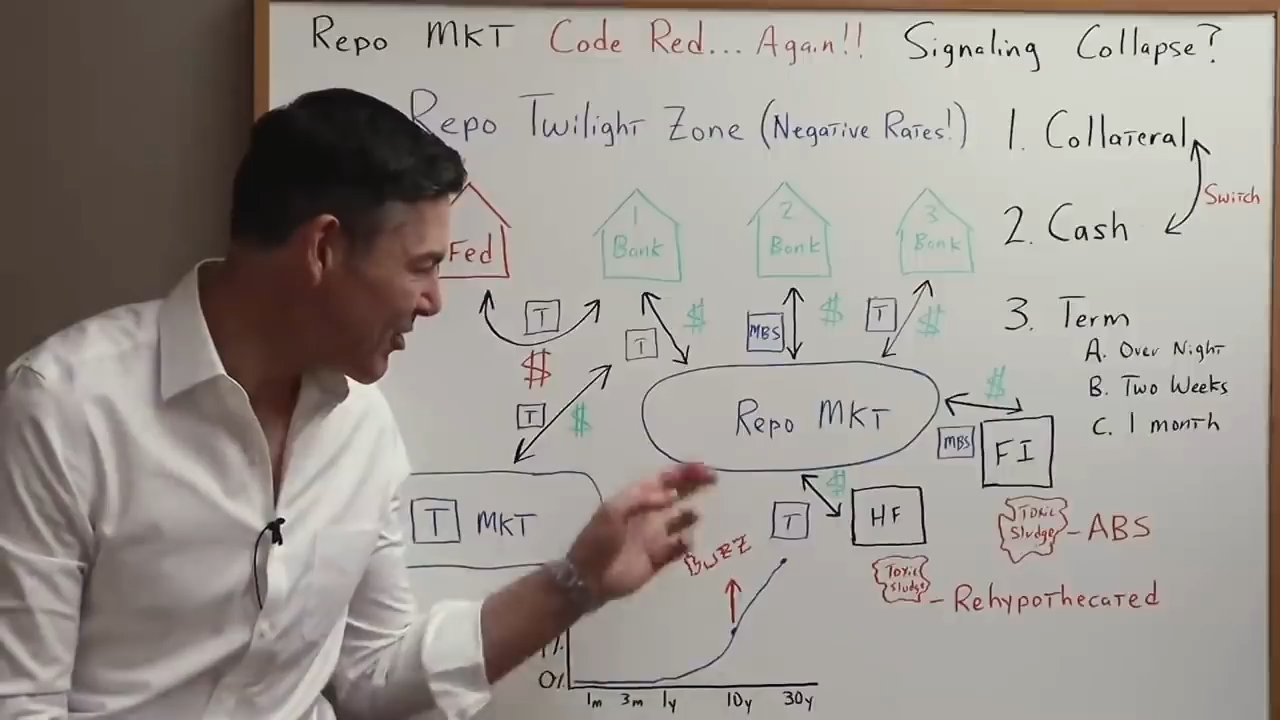 Repo MKT Code Red... Again!! Signaling Collapse?
Repo Twilight Zone (Negative Rates!)
Fed
1
Bank
2
Bank
3
Bank
T
$
T
$
MBS
$
T
$
T
$
Repo MKT
$
MBS
FI
T MKT
T
$
HF
Toxic
Sludge
- Rehypothecated
Toxic
Sludge
- ABS
1. Collateral
Switch
2. Cash
3. Term
A. Over Night
B. Two Weeks
C. 1 month
Buzz
0%
1m 3m 1y 10y 30y